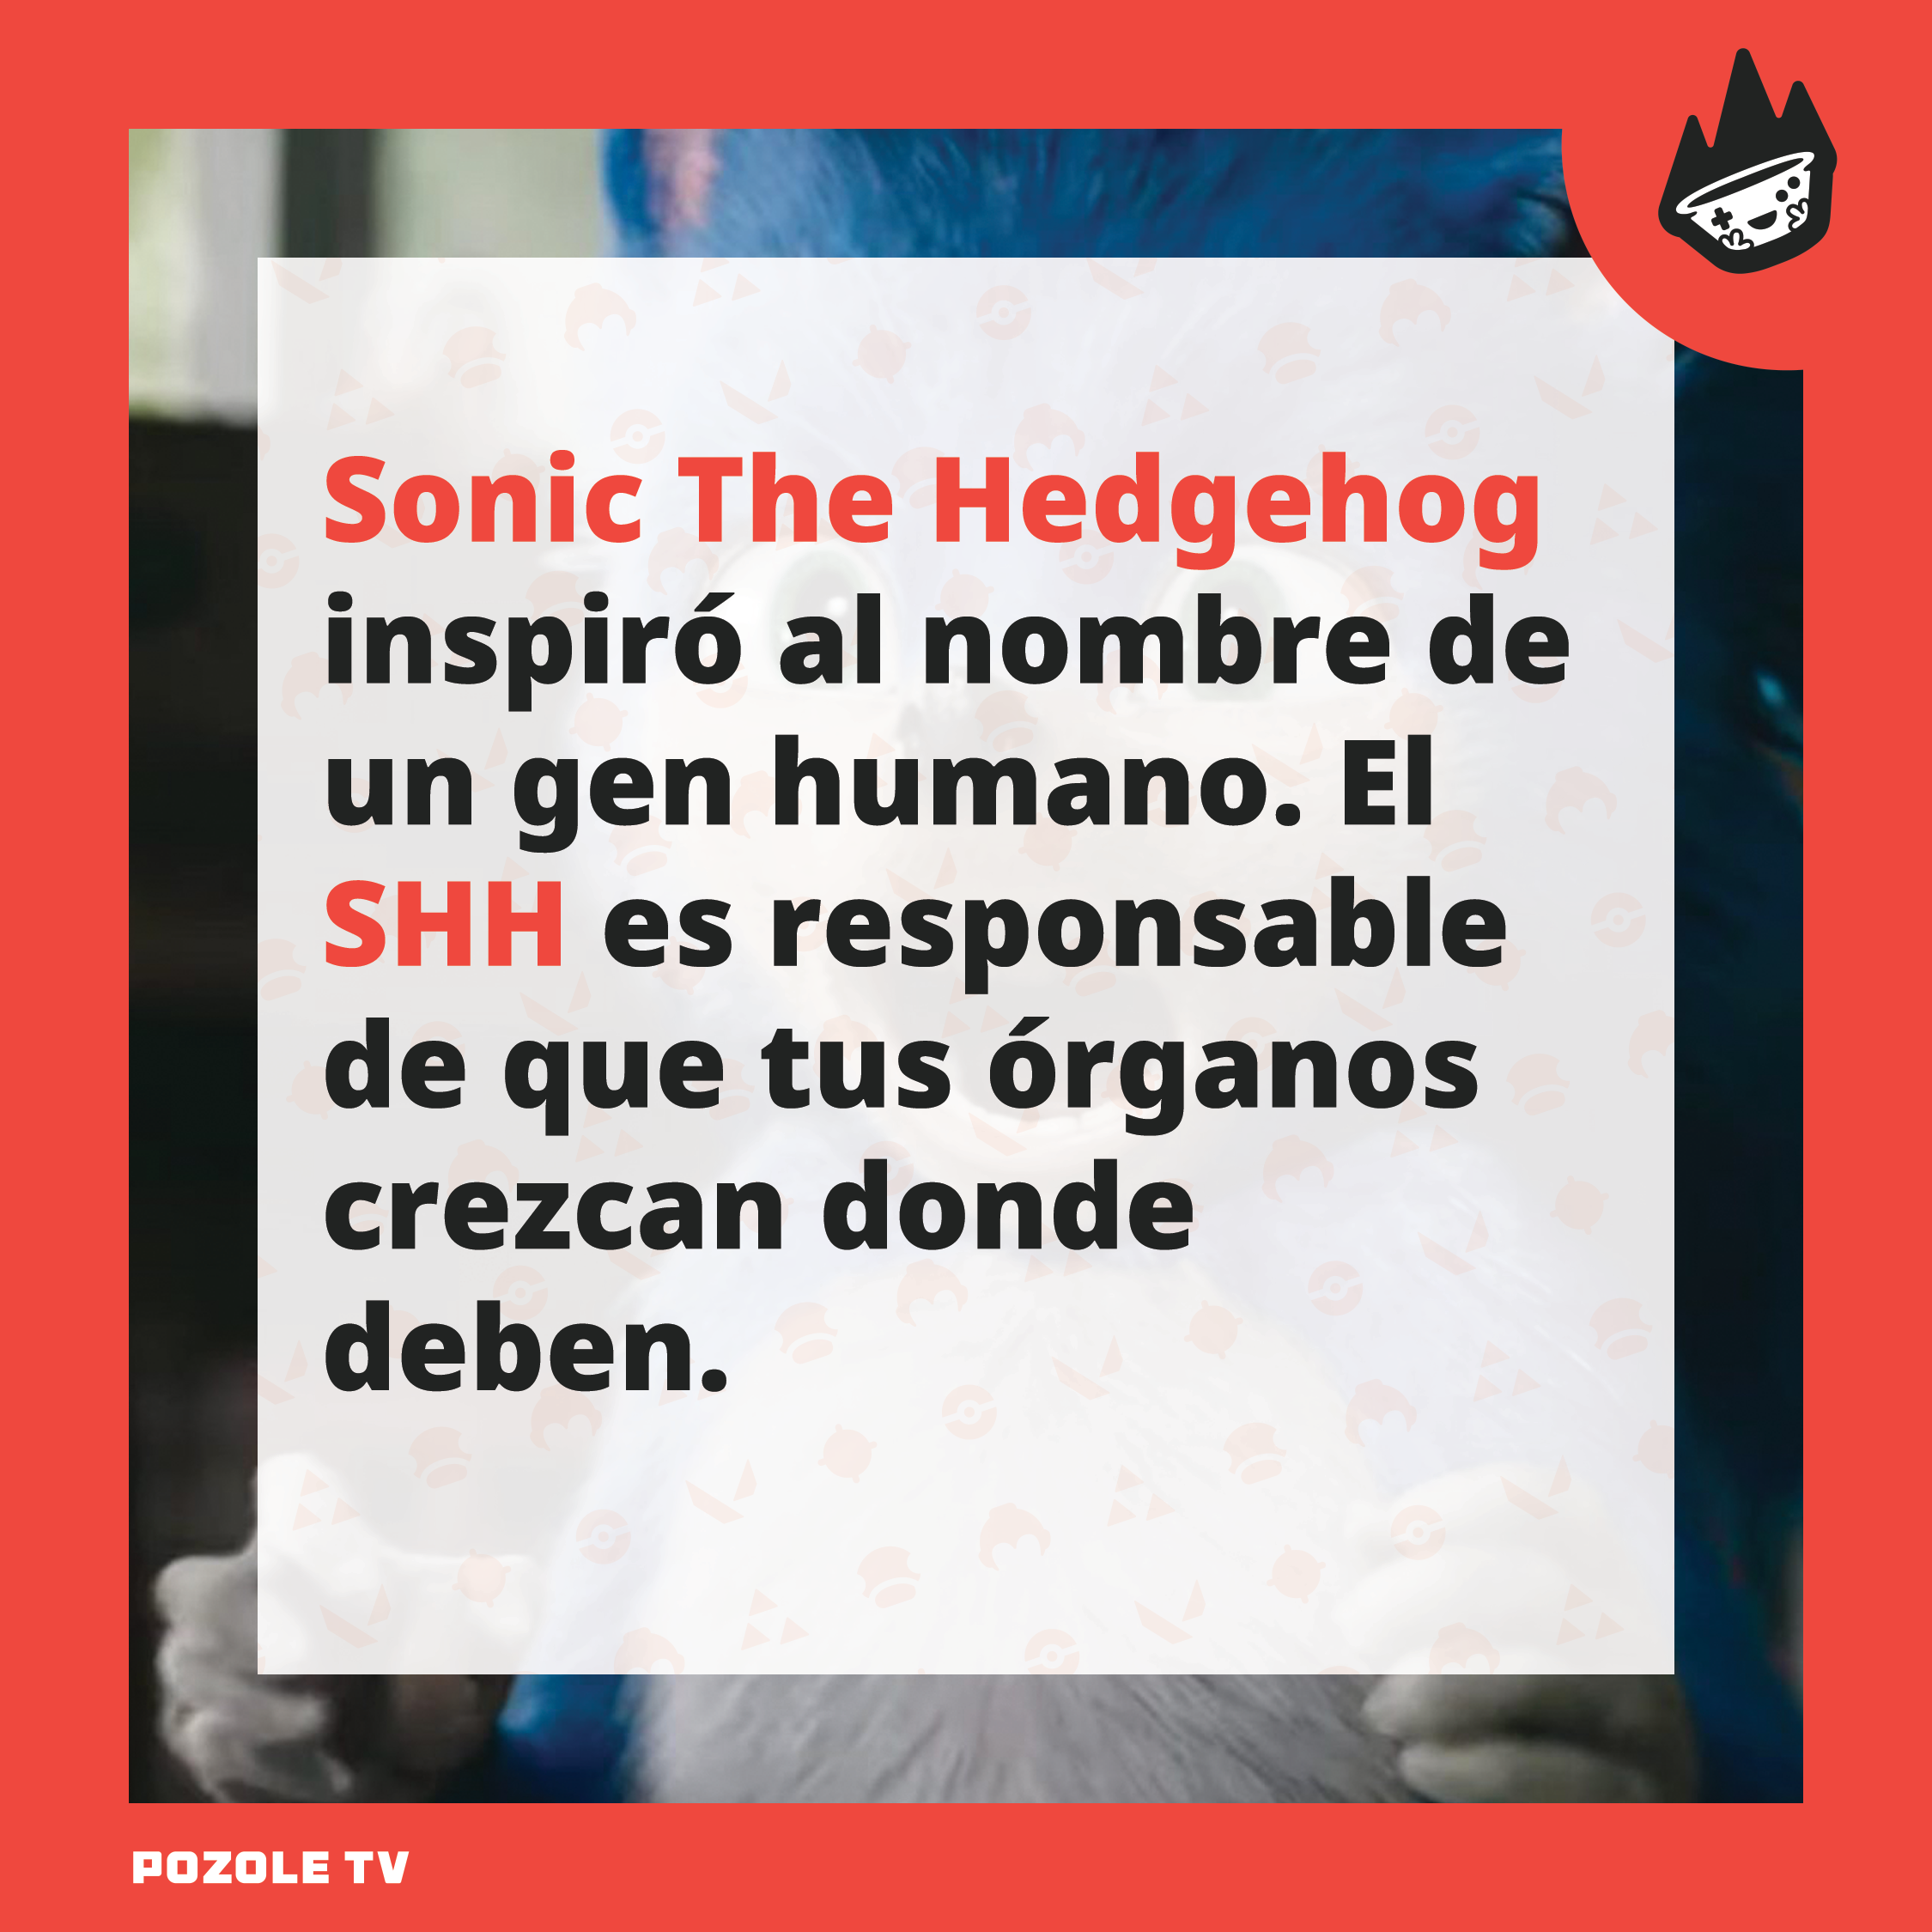 Sonic The Hedgehog
inspiró al nombre de
un gen humano. El
SHH es responsable
de que tus órganos
crezcan donde
deben.
POZOLE TV